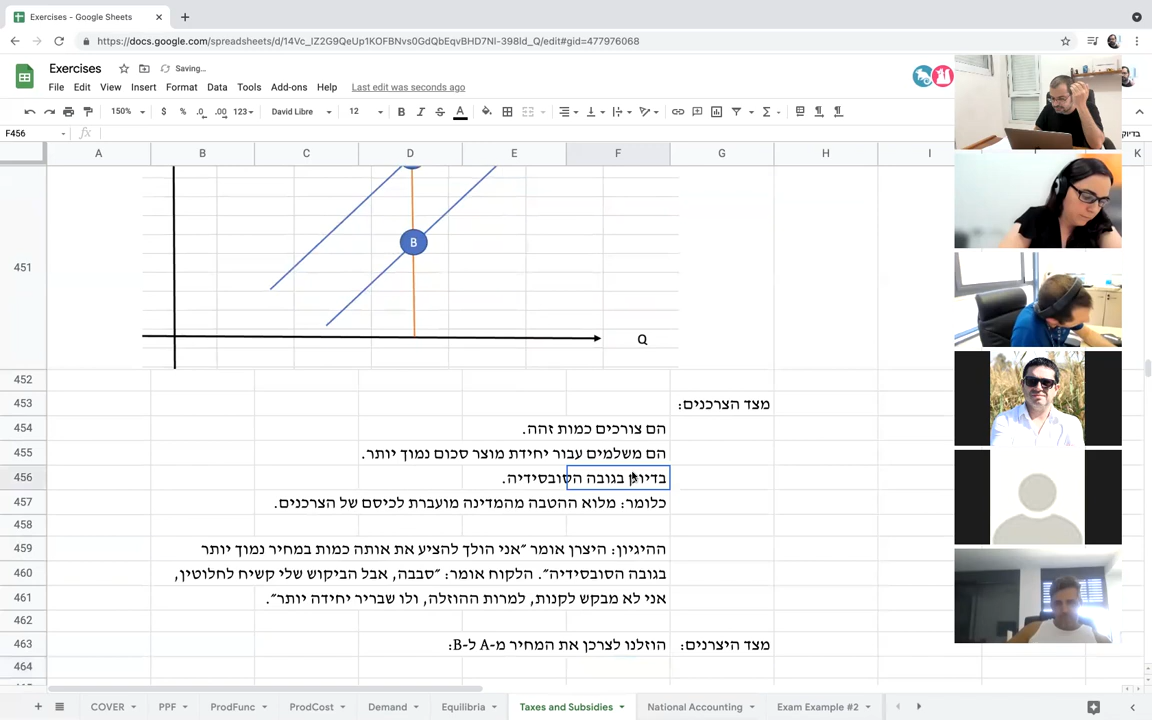 Exercises - Google Sheets
https://docs.google.com/spreadsheets/d/14Vc_IZ2G9QeUp1KOFBNvs0GdQbEqvBHD7NI-398ld_Q/edit#gid=477976068
Exercises
Saving...
File Edit View Insert Format Data Tools Add-ons Help Last edit was seconds ago
150% $ % .0 .00 123 David Libre 12 B I S A
F456 fx
בדיוק
A B C D E F G H I K
451
B
Q
452
453 מצד הצרכנים:
454 הם צורכים כמות זהה.
455 הם משלמים עבור יחידת מוצר סכום נמוך יותר.
456 בדיוק בגובה הסובסידיה.
457 כלומר: מלוא ההטבה מהמדינה מועברת לכיסם של הצרכנים.
458
459 ההיגיון: היצרן אומר "אני הולך להציע את אותה כמות במחיר נמוך יותר
460 בגובה הסובסידיה". הלקוח אומר: "סבבה, אבל הביקוש שלי קשיח לחלוטין,
461 אני לא מבקש לקנות, למרות ההוזלה, ולו שבריר יחידה יותר".
462
463 מצד היצרנים: הוזלנו לצרכן את המחיר מ-A ל-B:
464
COVER PPF ProdFunc ProdCost Demand Equilibria Taxes and Subsidies National Accounting Exam Example #2